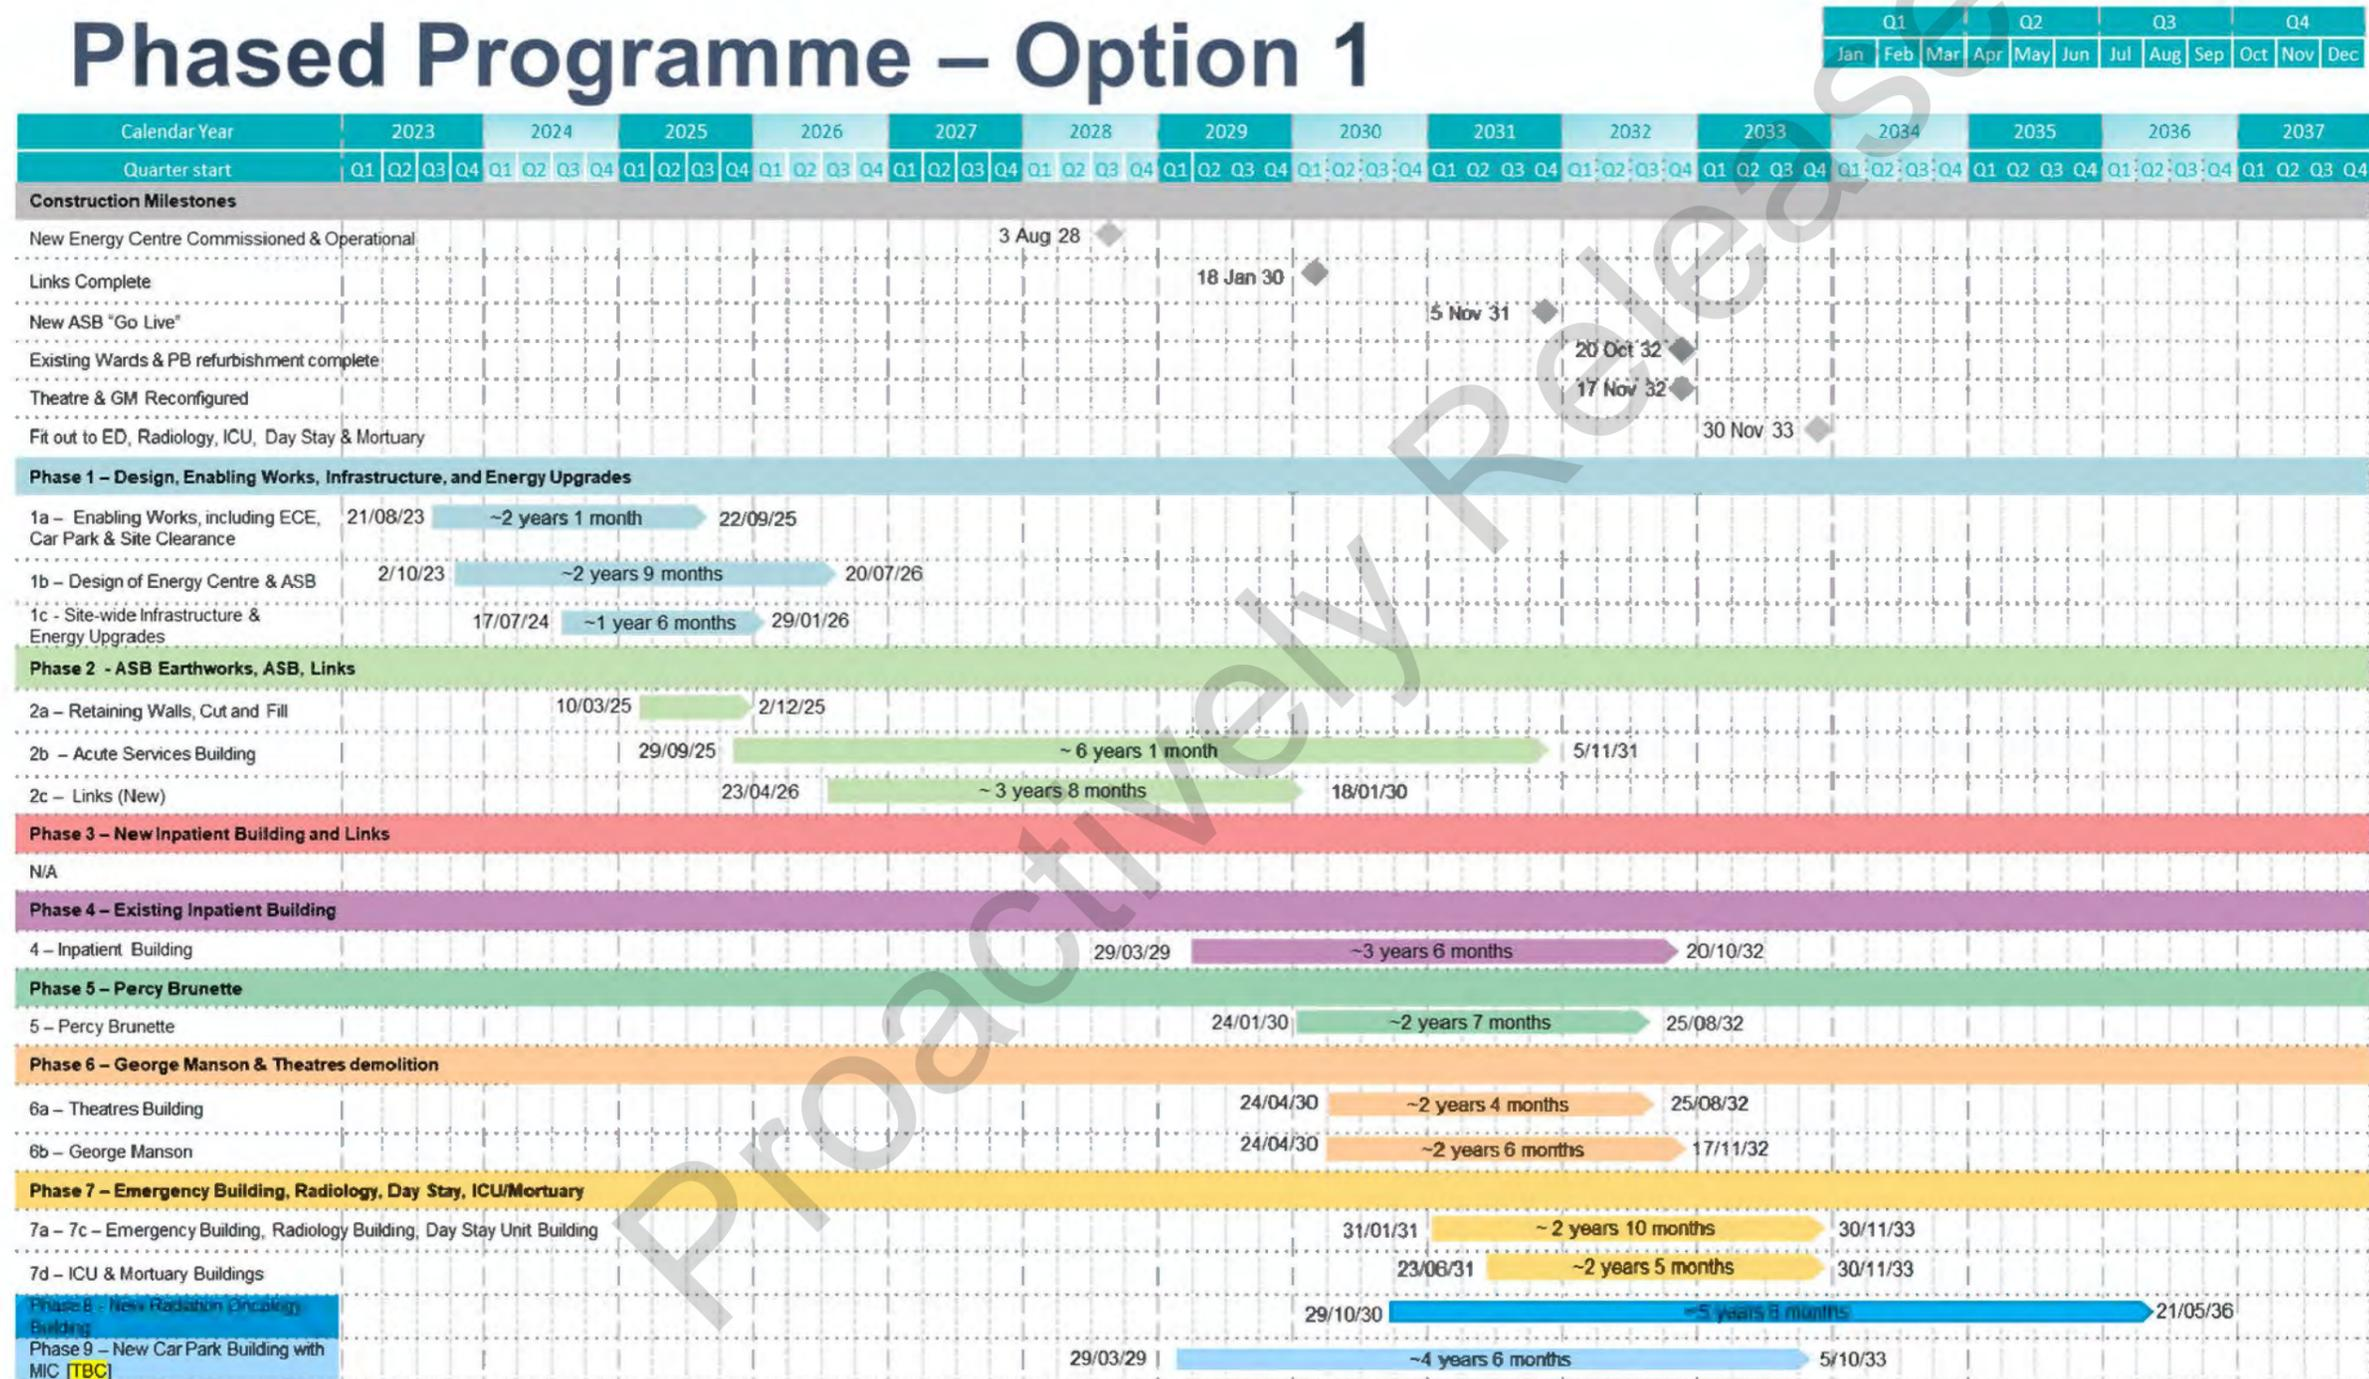 Phased Programme – Option 1
Q1 Q2 Q3 Q4
Jan Feb Mar Apr May Jun Jul Aug Sep Oct Nov Dec
Calendar Year 2023 2024 2025 2026 2027 2028 2029 2030 2031 2032 2033 2034 2035 2036 2037
Quarter start Q1 Q2 Q3 Q4 Q1 Q2 Q3 Q4 Q1 Q2 Q3 Q4 Q1 Q2 Q3 Q4 Q1 Q2 Q3 Q4 Q1 Q2 Q3 Q4 Q1 Q2 Q3 Q4 Q1 Q2 Q3 Q4 Q1 Q2 Q3 Q4 Q1 Q2 Q3 Q4 Q1 Q2 Q3 Q4 Q1 Q2 Q3 Q4 Q1 Q2 Q3 Q4 Q1 Q2 Q3 Q4 Q1 Q2 Q3 Q4
Construction Milestones
New Energy Centre Commissioned & Operational 3 Aug 28
Links Complete 18 Jan 30
New ASB "Go Live" 5 Nov 31
Existing Wards & PB refurbishment complete 20 Oct 32
Theatre & GM Reconfigured 17 Nov 32
Fit out to ED, Radiology, ICU, Day Stay & Mortuary 30 Nov 33
Phase 1 – Design, Enabling Works, Infrastructure, and Energy Upgrades
1a – Enabling Works, including ECE, 21/08/23 ~2 years 1 month 22/09/25
Car Park & Site Clearance
1b – Design of Energy Centre & ASB 2/10/23 ~2 years 9 months 20/07/26
1c - Site-wide Infrastructure & 17/07/24 ~1 year 6 months 29/01/26
Energy Upgrades
Phase 2 - ASB Earthworks, ASB, Links
2a – Retaining Walls, Cut and Fill 10/03/25 2/12/25
2b – Acute Services Building 29/09/25 ~ 6 years 1 month 5/11/31
2c – Links (New) 23/04/26 ~ 3 years 8 months 18/01/30
Phase 3 – New Inpatient Building and Links
N/A
Phase 4 – Existing Inpatient Building
4 – Inpatient Building 29/03/29 ~3 years 6 months 20/10/32
Phase 5 – Percy Brunette
5 – Percy Brunette 24/01/30 ~2 years 7 months 25/08/32
Phase 6 – George Manson & Theatres demolition
6a – Theatres Building 24/04/30 ~2 years 4 months 25/08/32
6b – George Manson 24/04/30 ~2 years 6 months 17/11/32
Phase 7 – Emergency Building, Radiology, Day Stay, ICU/Mortuary
7a – 7c – Emergency Building, Radiology Building, Day Stay Unit Building 31/01/31 ~ 2 years 10 months 30/11/33
7d – ICU & Mortuary Buildings 23/06/31 ~2 years 5 months 30/11/33
Phase 8 - New Radiation Oncology 29/10/30 ~5 years months 21/05/36
Building
Phase 9 – New Car Park Building with 29/03/29 ~4 years 6 months 5/10/33
MIC [TBC]
Proactively Release